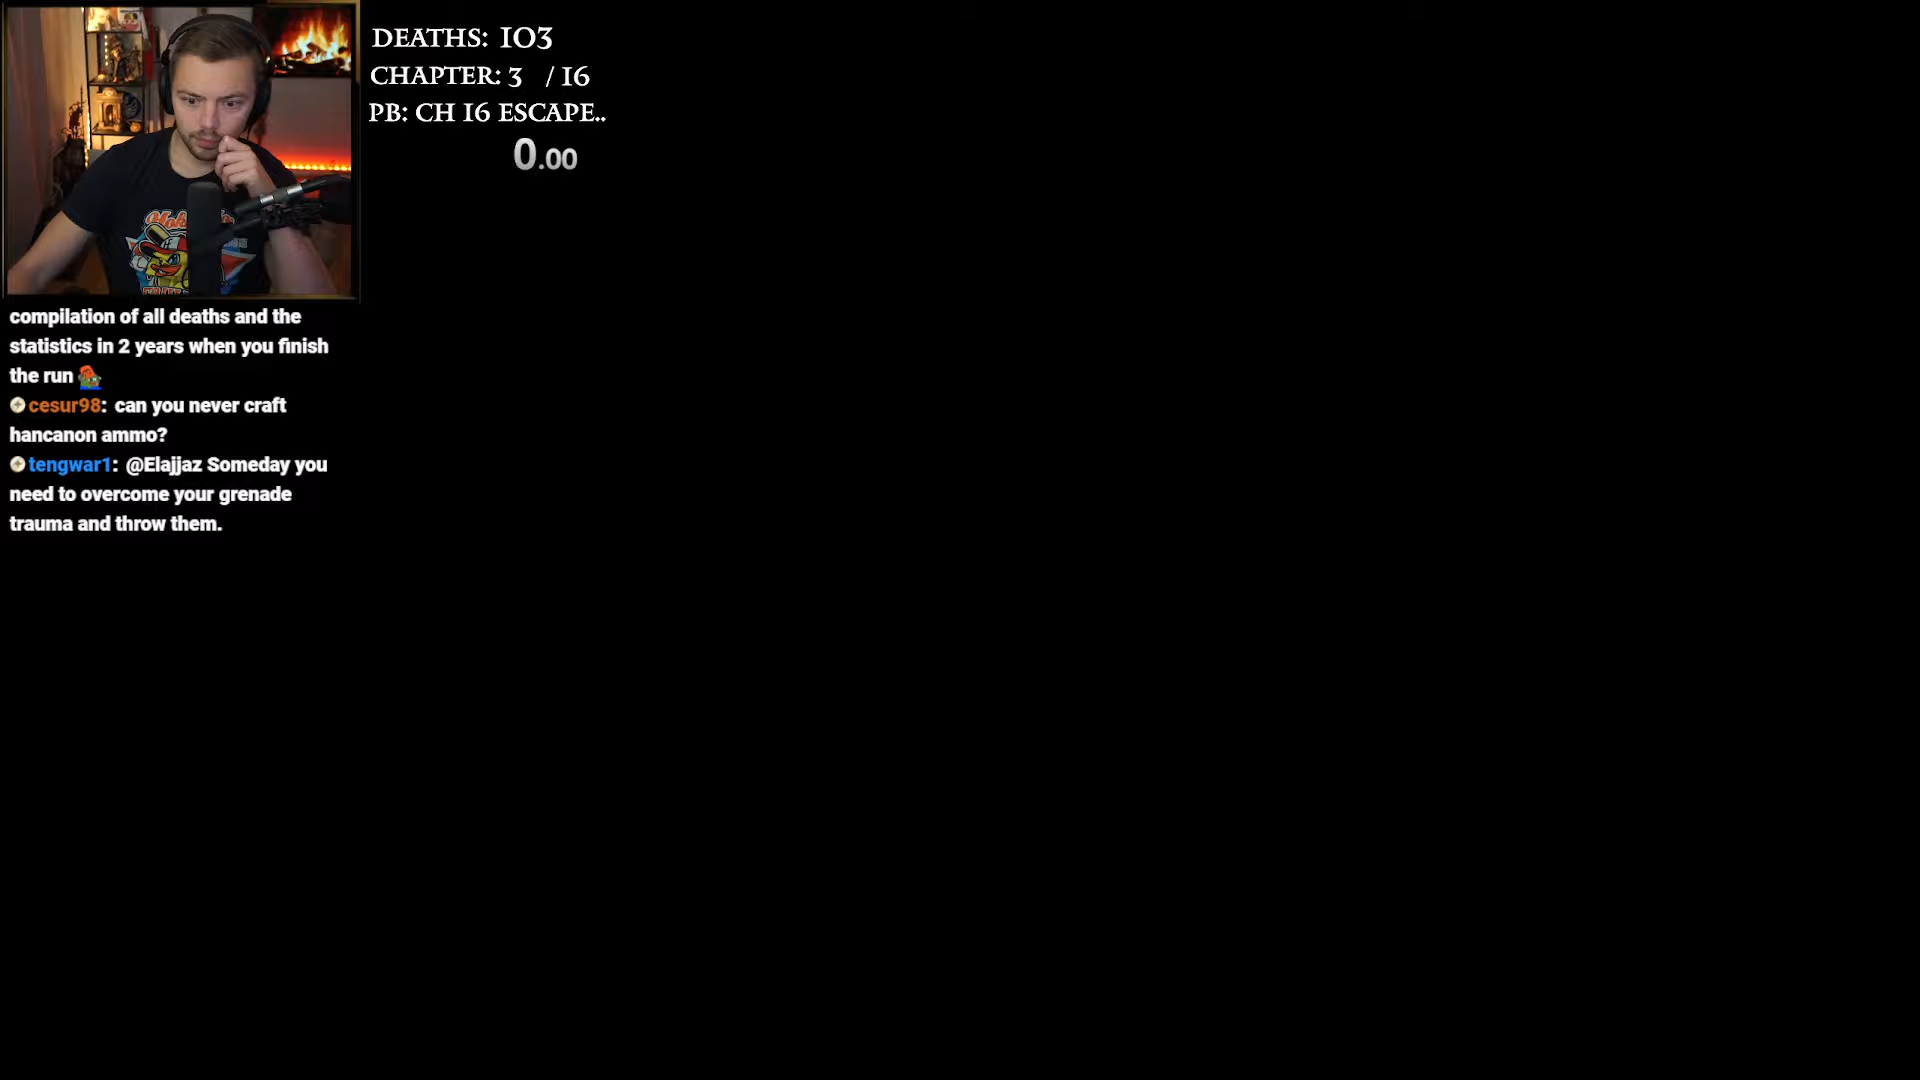 DEATHS: 103
CHAPTER: 3 / 16
PB: CH 16 ESCAPE..
0.00
compilation of all deaths and the
statistics in 2 years when you finish
the run
cesur98: can you never craft
hancanon ammo?
tengwar1: @Elajjaz Someday you
need to overcome your grenade
trauma and throw them.